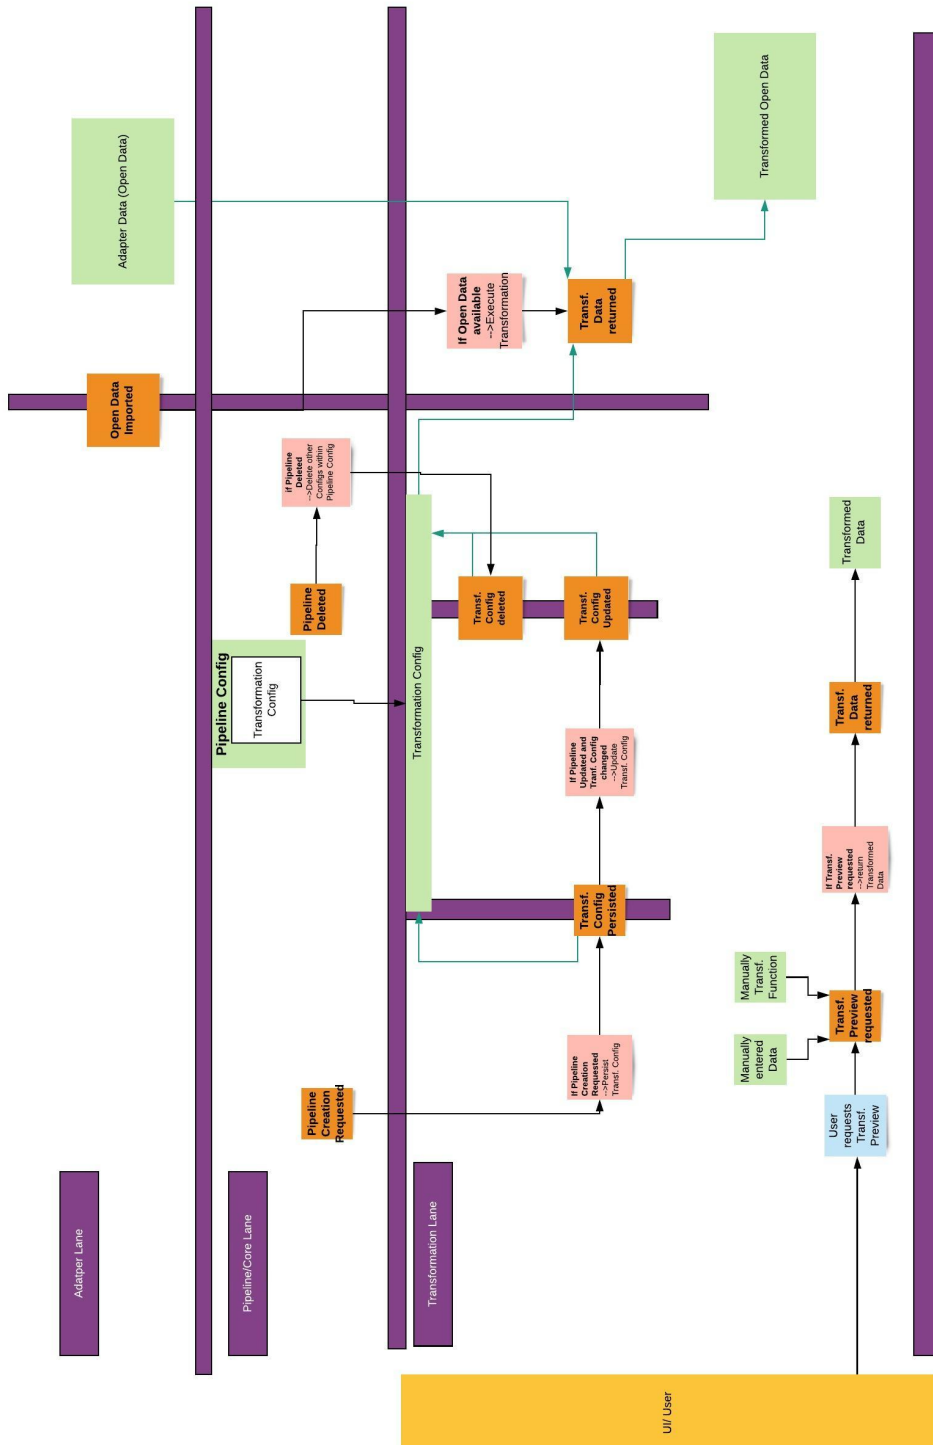 Adatper Lane
Open Data
Imported
Adapter Data (Open Data)
Pipeline/Core Lane
Pipeline
Creation
Requested
Pipeline Config
Transformation
Config
Pipeline
Deleted
if Pipeline
Deleted
-->Delete other
Configs within
Pipeline Config
Transformation Lane
Transformation Config
If Pipeline
Creation
Requested
-->Persist
Transf. Config
Transf.
Config
Persisted
If Pipeline
Updated and
Tranf. Config
changed
-->Update
Transf. Config
Transf.
Config
deleted
Transf.
Config
Updated
If Open Data
available
-->Execute
Transformation
Transf.
Data
returned
Transformed Open Data
UI/ User
User
requests
Transf.
Preview
Manually
entered
Data
Manually
Transf.
Function
Transf.
Preview
requested
If Transf.
Preview
requested
-->return
Transformed
Data
Transf.
Data
returned
Transformed
Data